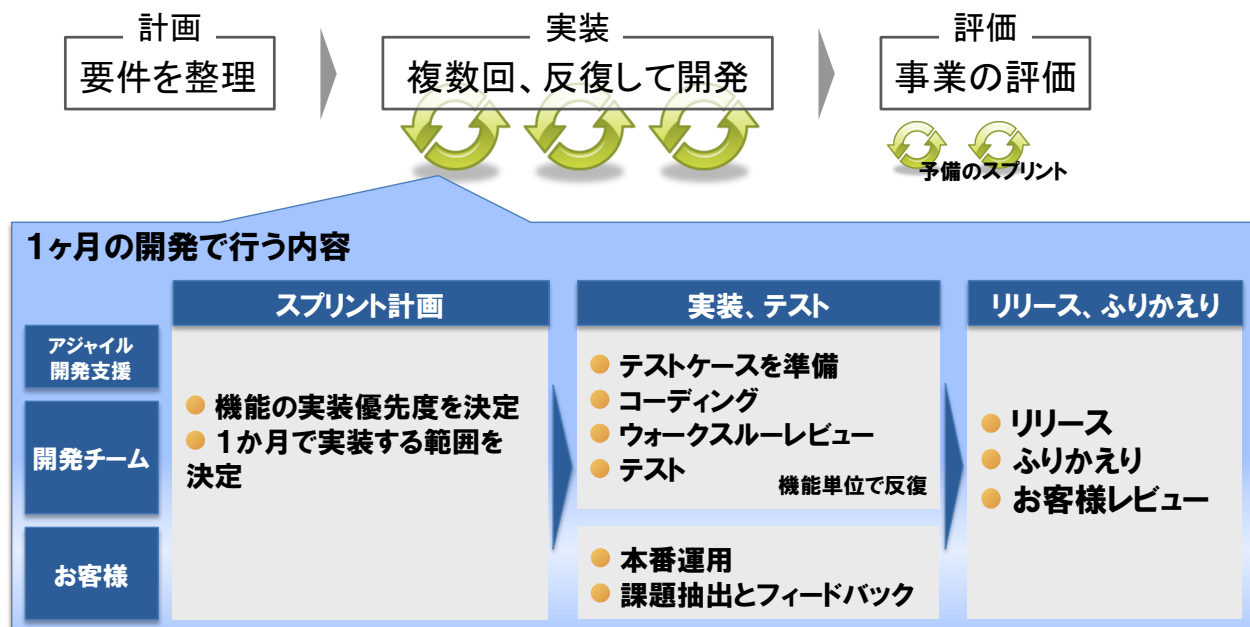 計画
要件を整理
実装
複数回、反復して開発
評価
事業の評価
予備のスプリント
1ヶ月の開発で行う内容
スプリント計画
実装、テスト
リリース、ふりかえり
アジャイル
開発支援
開発チーム
お客様
機能の実装優先度を決定
1か月で実装する範囲を
決定
テストケースを準備
コーディング
ウォークスルーレビュー
テスト
機能単位で反復
本番運用
課題抽出とフィードバック
リリース
ふりかえり
お客様レビュー